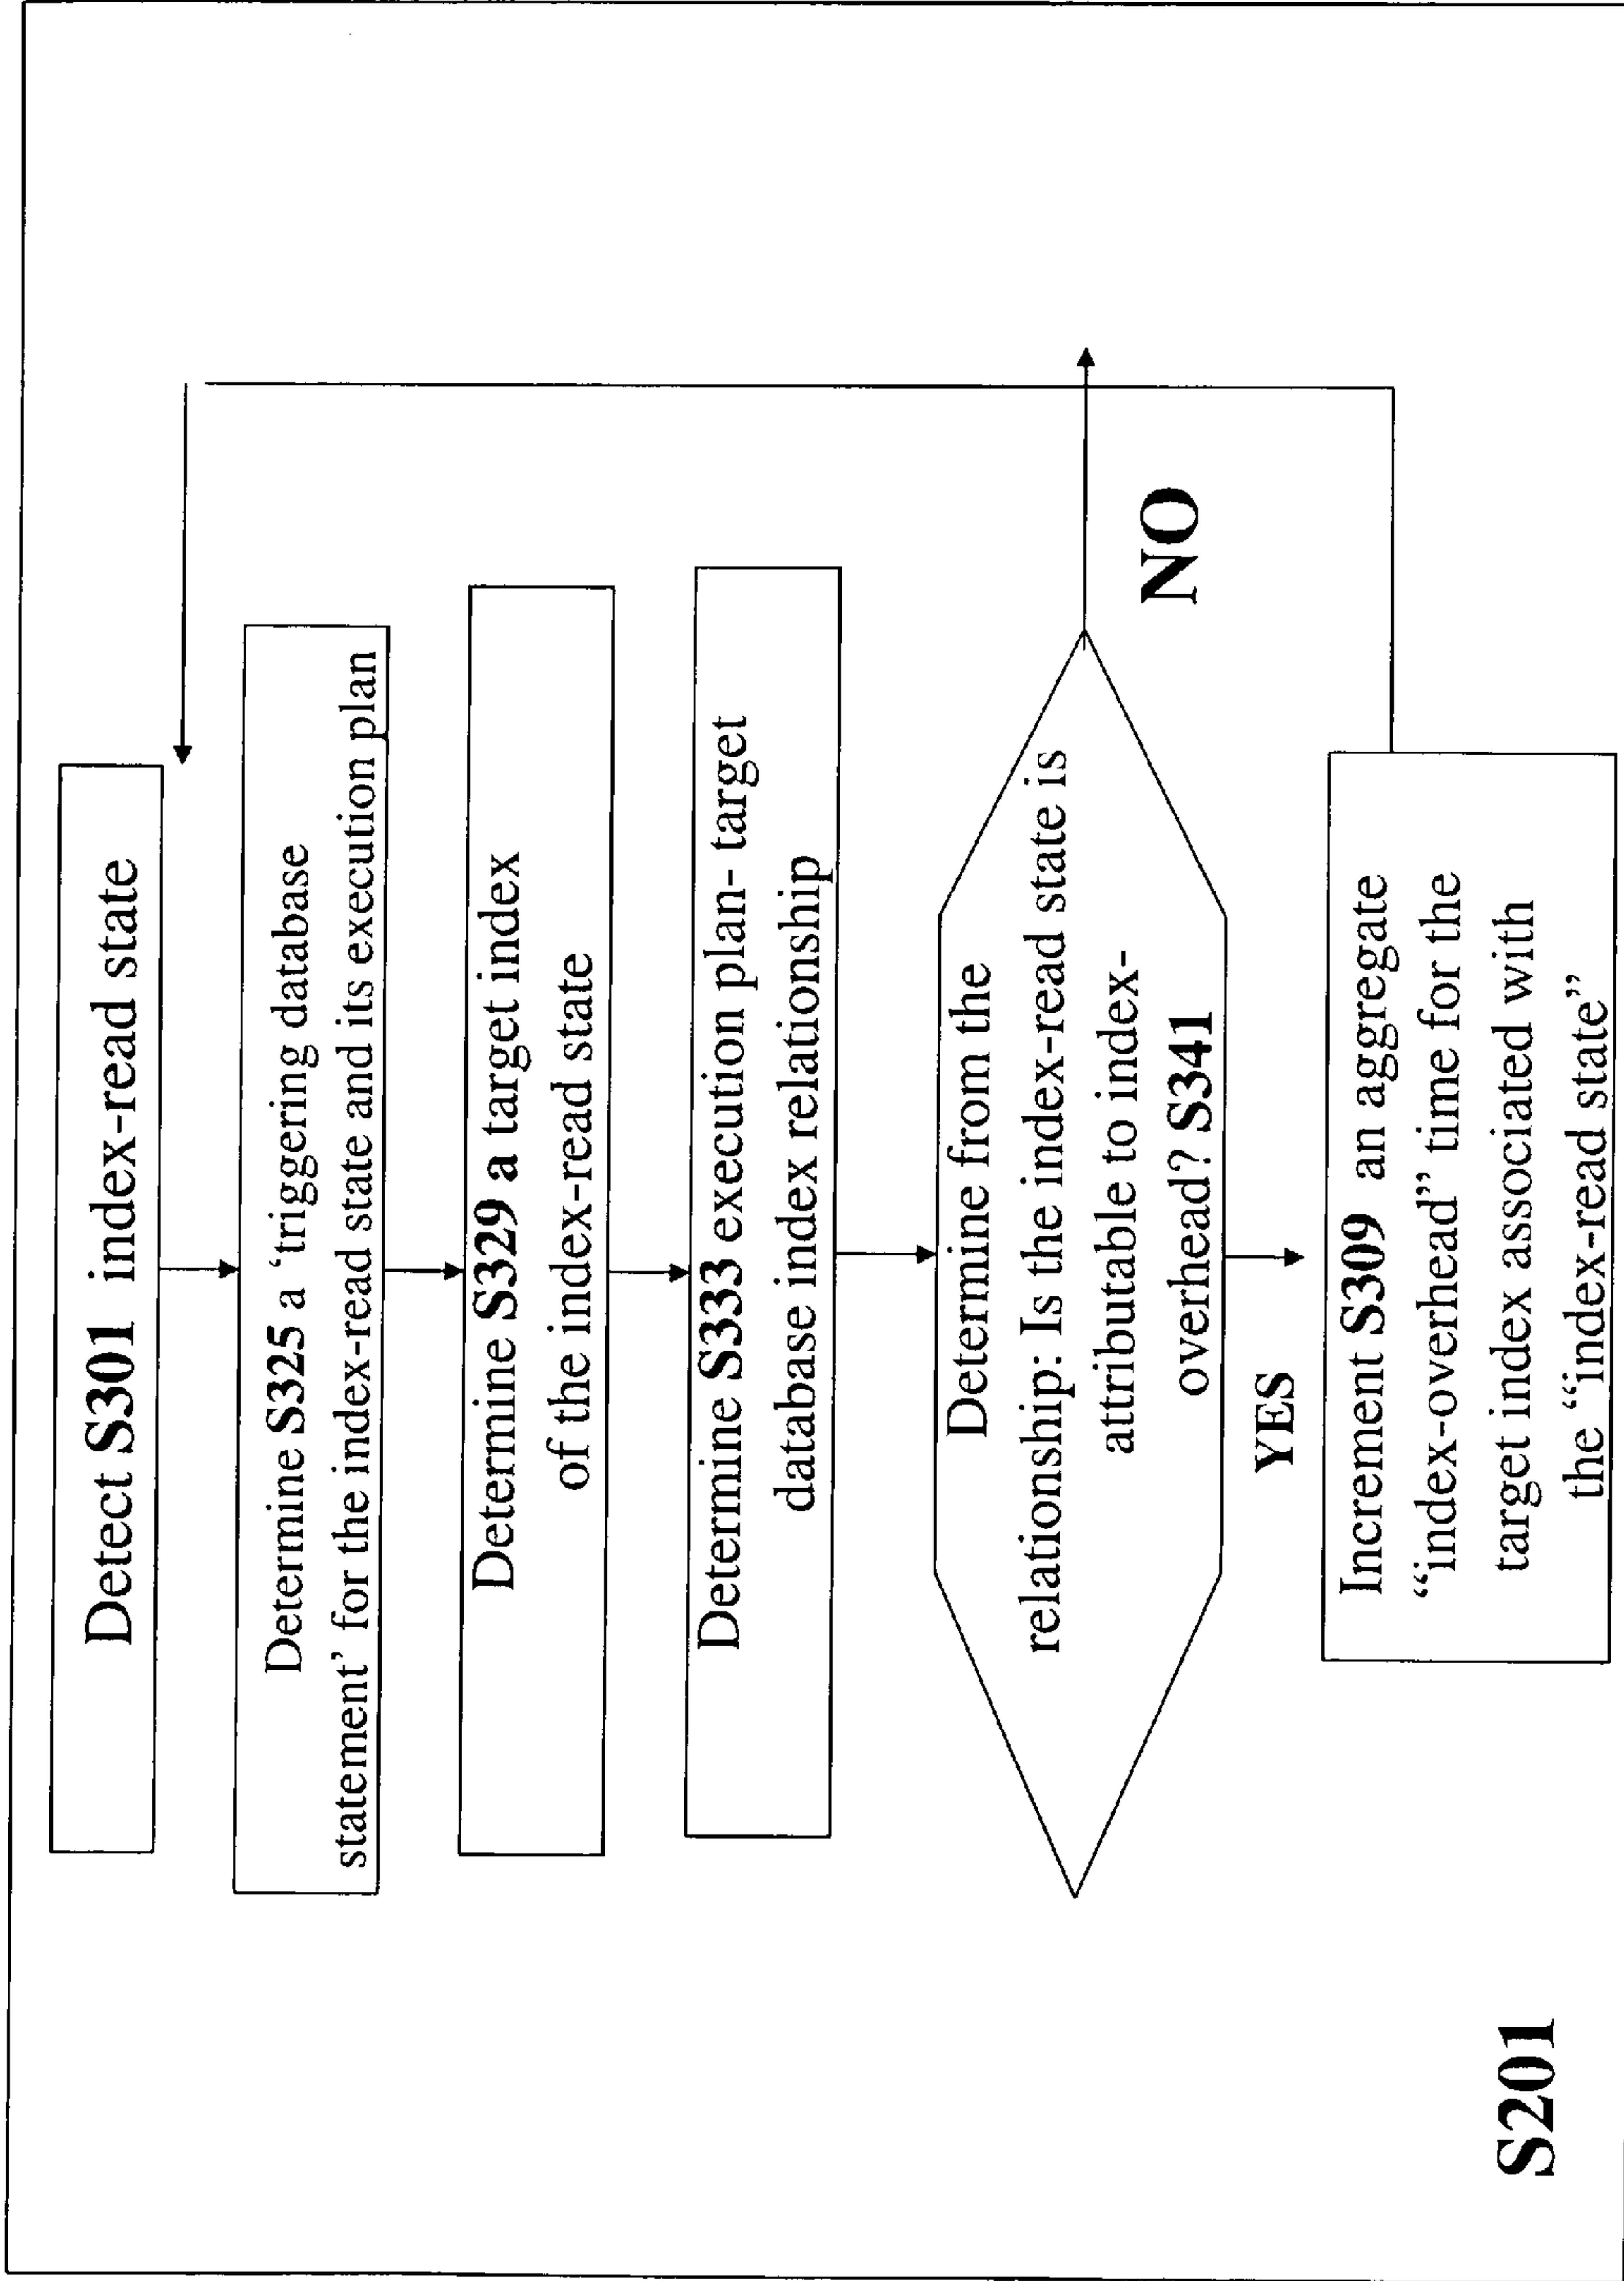 Detect S301 index-read state
Determine S325 a ‘triggering database
statement’ for the index-read state and its execution plan
Determine S329 a target index
of the index-read state
Determine S333 execution plan- target
database index relationship
Determine from the
relationship: Is the index-read state is
attributable to index-
overhead? S341
NO
YES
Increment S309 an aggregate
“index-overhead” time for the
target index associated with
the “index-read state”
S201